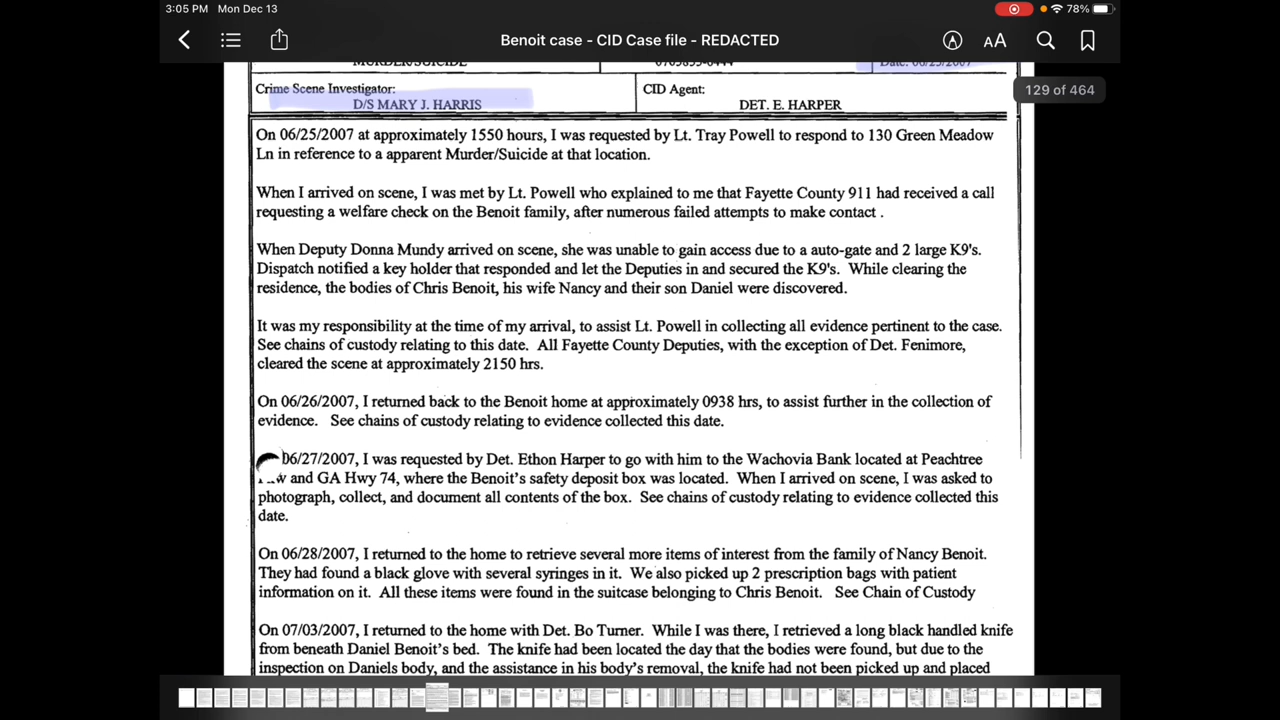 3:05 PM Mon Dec 13
78%
Benoit case - CID Case file - REDACTED
AA
129 of 464
MURDER/SUICIDE
Date: 06/25/2007
Crime Scene Investigator:
D/S MARY J. HARRIS
CID Agent:
DET. E. HARPER
On 06/25/2007 at approximately 1550 hours, I was requested by Lt. Tray Powell to respond to 130 Green Meadow
Ln in reference to a apparent Murder/Suicide at that location.
When I arrived on scene, I was met by Lt. Powell who explained to me that Fayette County 911 had received a call
requesting a welfare check on the Benoit family, after numerous failed attempts to make contact .
When Deputy Donna Mundy arrived on scene, she was unable to gain access due to a auto-gate and 2 large K9's.
Dispatch notified a key holder that responded and let the Deputies in and secured the K9's. While clearing the
residence, the bodies of Chris Benoit, his wife Nancy and their son Daniel were discovered.
It was my responsibility at the time of my arrival, to assist Lt. Powell in collecting all evidence pertinent to the case.
See chains of custody relating to this date. All Fayette County Deputies, with the exception of Det. Fenimore,
cleared the scene at approximately 2150 hrs.
On 06/26/2007, I returned back to the Benoit home at approximately 0938 hrs, to assist further in the collection of
evidence. See chains of custody relating to evidence collected this date.
06/27/2007, I was requested by Det. Ethon Harper to go with him to the Wachovia Bank located at Peachtree
and GA Hwy 74, where the Benoit's safety deposit box was located. When I arrived on scene, I was asked to
photograph, collect, and document all contents of the box. See chains of custody relating to evidence collected this
date.
On 06/28/2007, I returned to the home to retrieve several more items of interest from the family of Nancy Benoit.
They had found a black glove with several syringes in it. We also picked up 2 prescription bags with patient
information on it. All these items were found in the suitcase belonging to Chris Benoit. See Chain of Custody
On 07/03/2007, I returned to the home with Det. Bo Turner. While I was there, I retrieved a long black handled knife
from beneath Daniel Benoit's bed. The knife had been located the day that the bodies were found, but due to the
inspection on Daniels body, and the assistance in his body's removal, the knife had not been picked up and placed